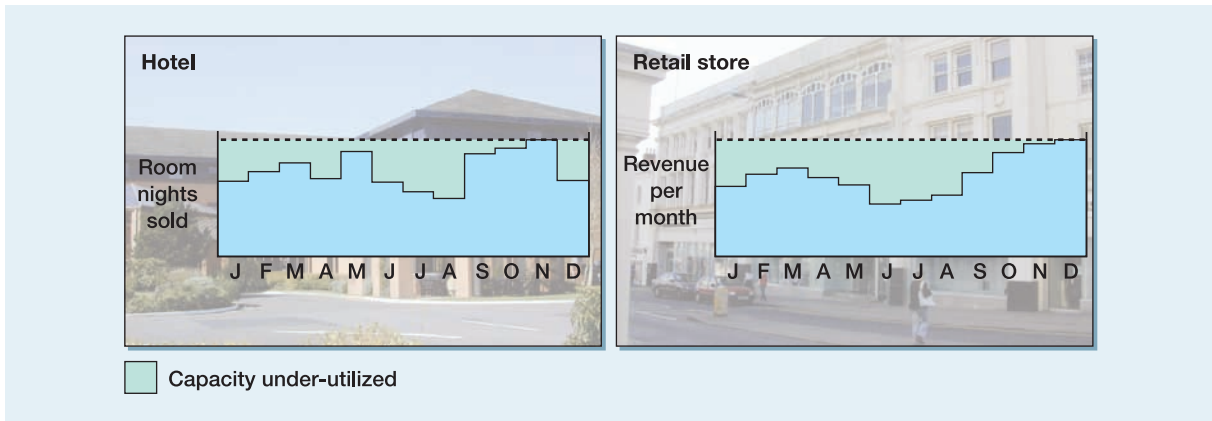 Hotel
Room
nights
sold
J F M A M J J A S O N D
Retail store
Revenue
per
month
J F M A M J J A S O N D
Capacity under-utilized